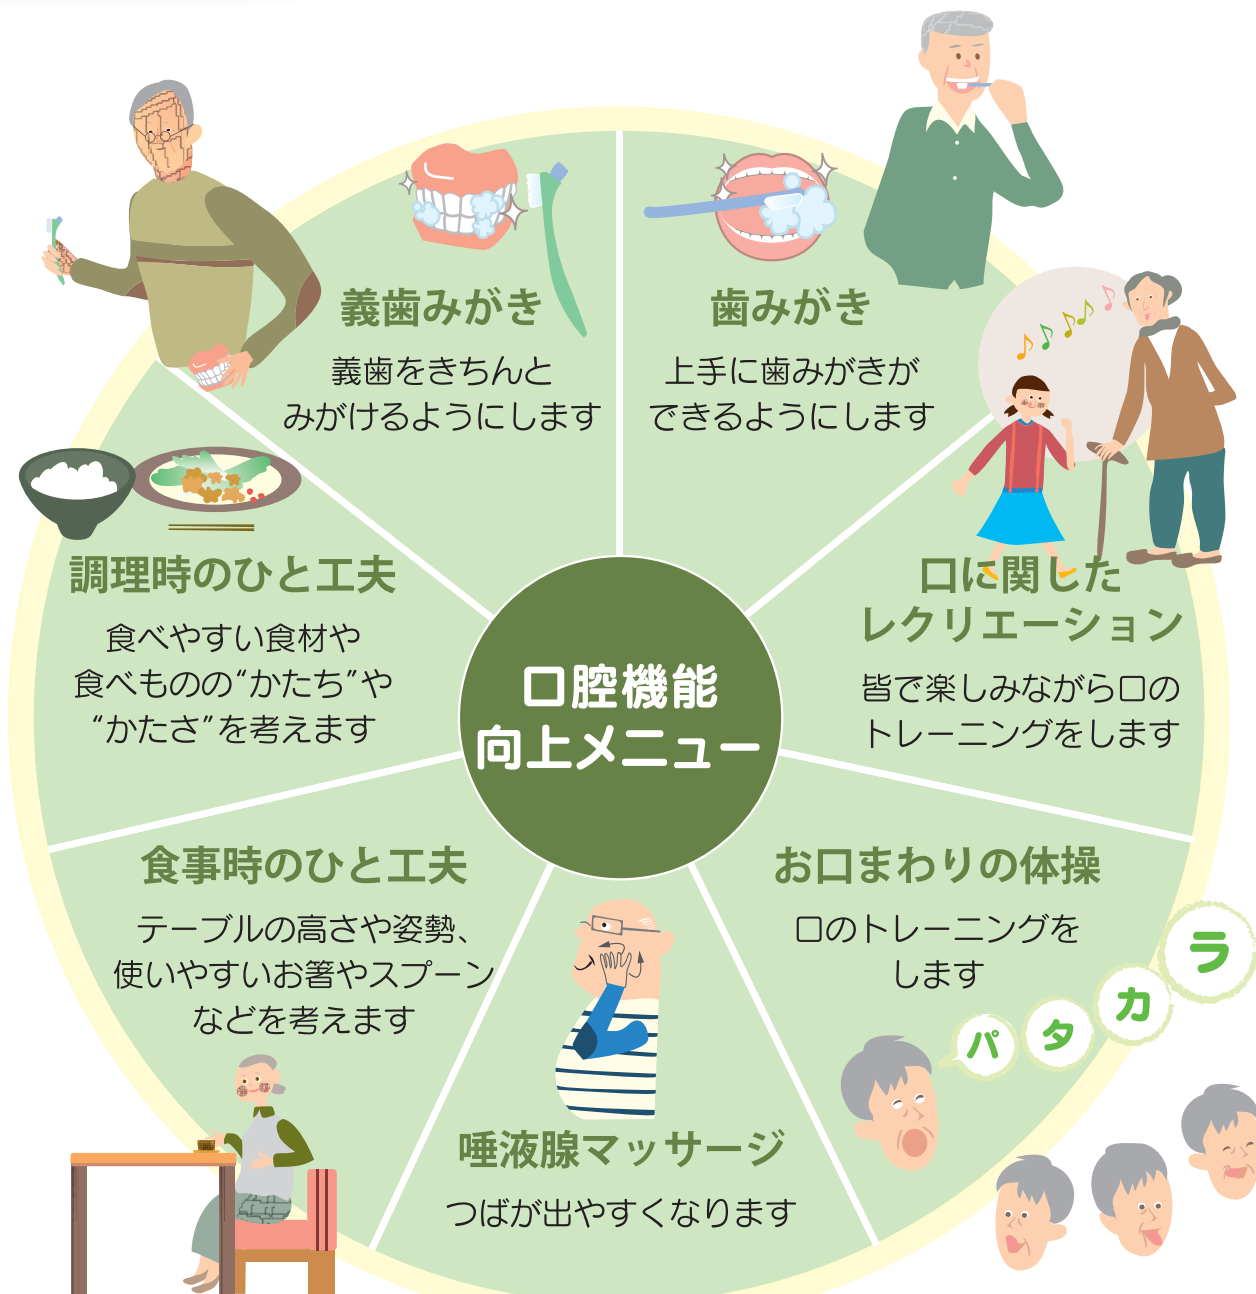 義歯みがき
義歯をきちんと
みがけるようにします
歯みがき
上手に歯みがきが
できるようにします
調理時のひと工夫
食べやすい食材や
食べものの“かたち”や
“かたさ”を考えます
口に関した
レクリエーション
皆で楽しみながら口の
トレーニングをします
口腔機能
向上メニュー
食事時のひと工夫
テーブルの高さや姿勢、
使いやすいお箸やスプーン
などを考えます
お口まわりの体操
口のトレーニングを
します
パ タ カ ラ
唾液腺マッサージ
つばが出やすくなります